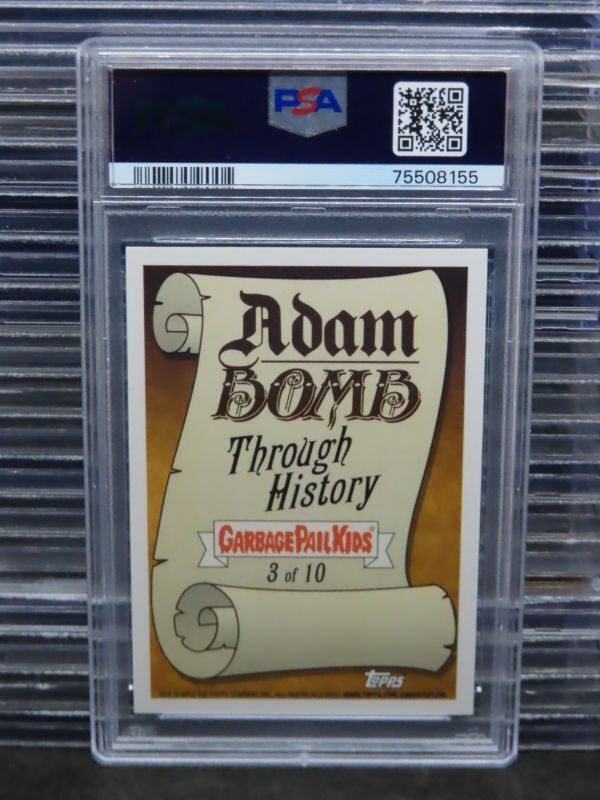 PSA
75508155
Adam
BOMB
Through
History
GARBAGE PAIL KIDS®
3 of 10
topps